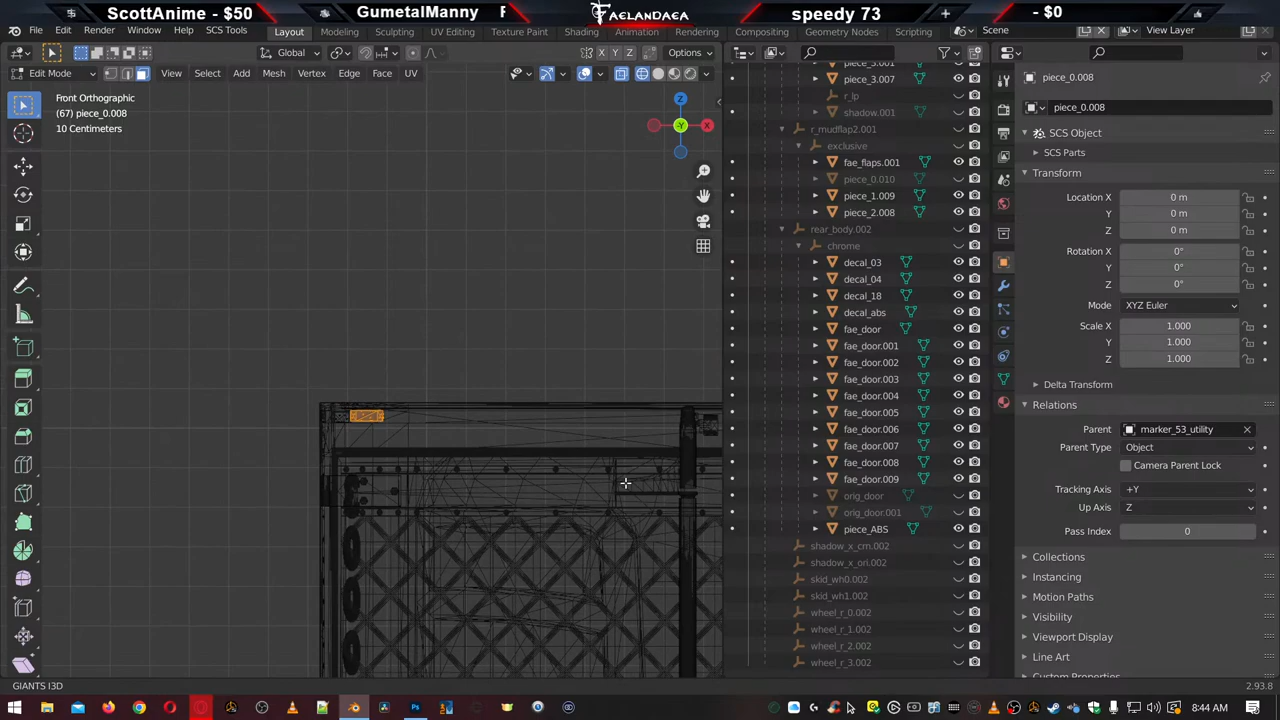 ScottAnime - $50
GumetalManny
F
FAELANDAEA
speedy 73
- $0
File Edit Render Window Help SCS Tools
Layout Modeling Sculpting UV Editing Texture Paint Shading Animation Rendering Compositing Geometry Nodes Scripting
Scene
View Layer
Global
X Y Z
Options
Edit Mode
View Select Add Mesh Vertex Edge Face UV
Front Orthographic
(67) piece_0.008
10 Centimeters
Z
-Y
X
piece_3.001
piece_3.007
r_lp
shadow.001
r_mudflap2.001
exclusive
fae_flaps.001
piece_0.010
piece_1.009
piece_2.008
rear_body.002
chrome
decal_03
decal_04
decal_18
decal_abs
fae_door
fae_door.001
fae_door.002
fae_door.003
fae_door.004
fae_door.005
fae_door.006
fae_door.007
fae_door.008
fae_door.009
orig_door
orig_door.001
piece_ABS
shadow_x_cm.002
shadow_x_ori.002
skid_wh0.002
skid_wh1.002
wheel_r_0.002
wheel_r_1.002
wheel_r_2.002
wheel_r_3.002
piece_0.008
piece_0.008
SCS Object
SCS Parts
Transform
Location X 0 m
Y 0 m
Z 0 m
Rotation X 0°
Y 0°
Z 0°
Mode XYZ Euler
Scale X 1.000
Y 1.000
Z 1.000
Delta Transform
Relations
Parent marker_53_utility
Parent Type Object
Camera Parent Lock
Tracking Axis +Y
Up Axis Z
Pass Index 0
Collections
Instancing
Motion Paths
Visibility
Viewport Display
Line Art
Custom Properties
GIANTS I3D
2.93.8
8:44 AM